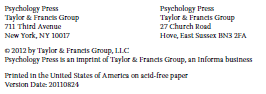 Psychology Press
Taylor & Francis Group
711 Third Avenue
New York, NY 10017
Psychology Press
Taylor & Francis Group
27 Church Road
Hove, East Sussex BN3 2FA
© 2012 by Taylor & Francis Group, LLC
Psychology Press is an imprint of Taylor & Francis Group, an Informa business
Printed in the United States of America on acid-free paper
Version Date: 20110824